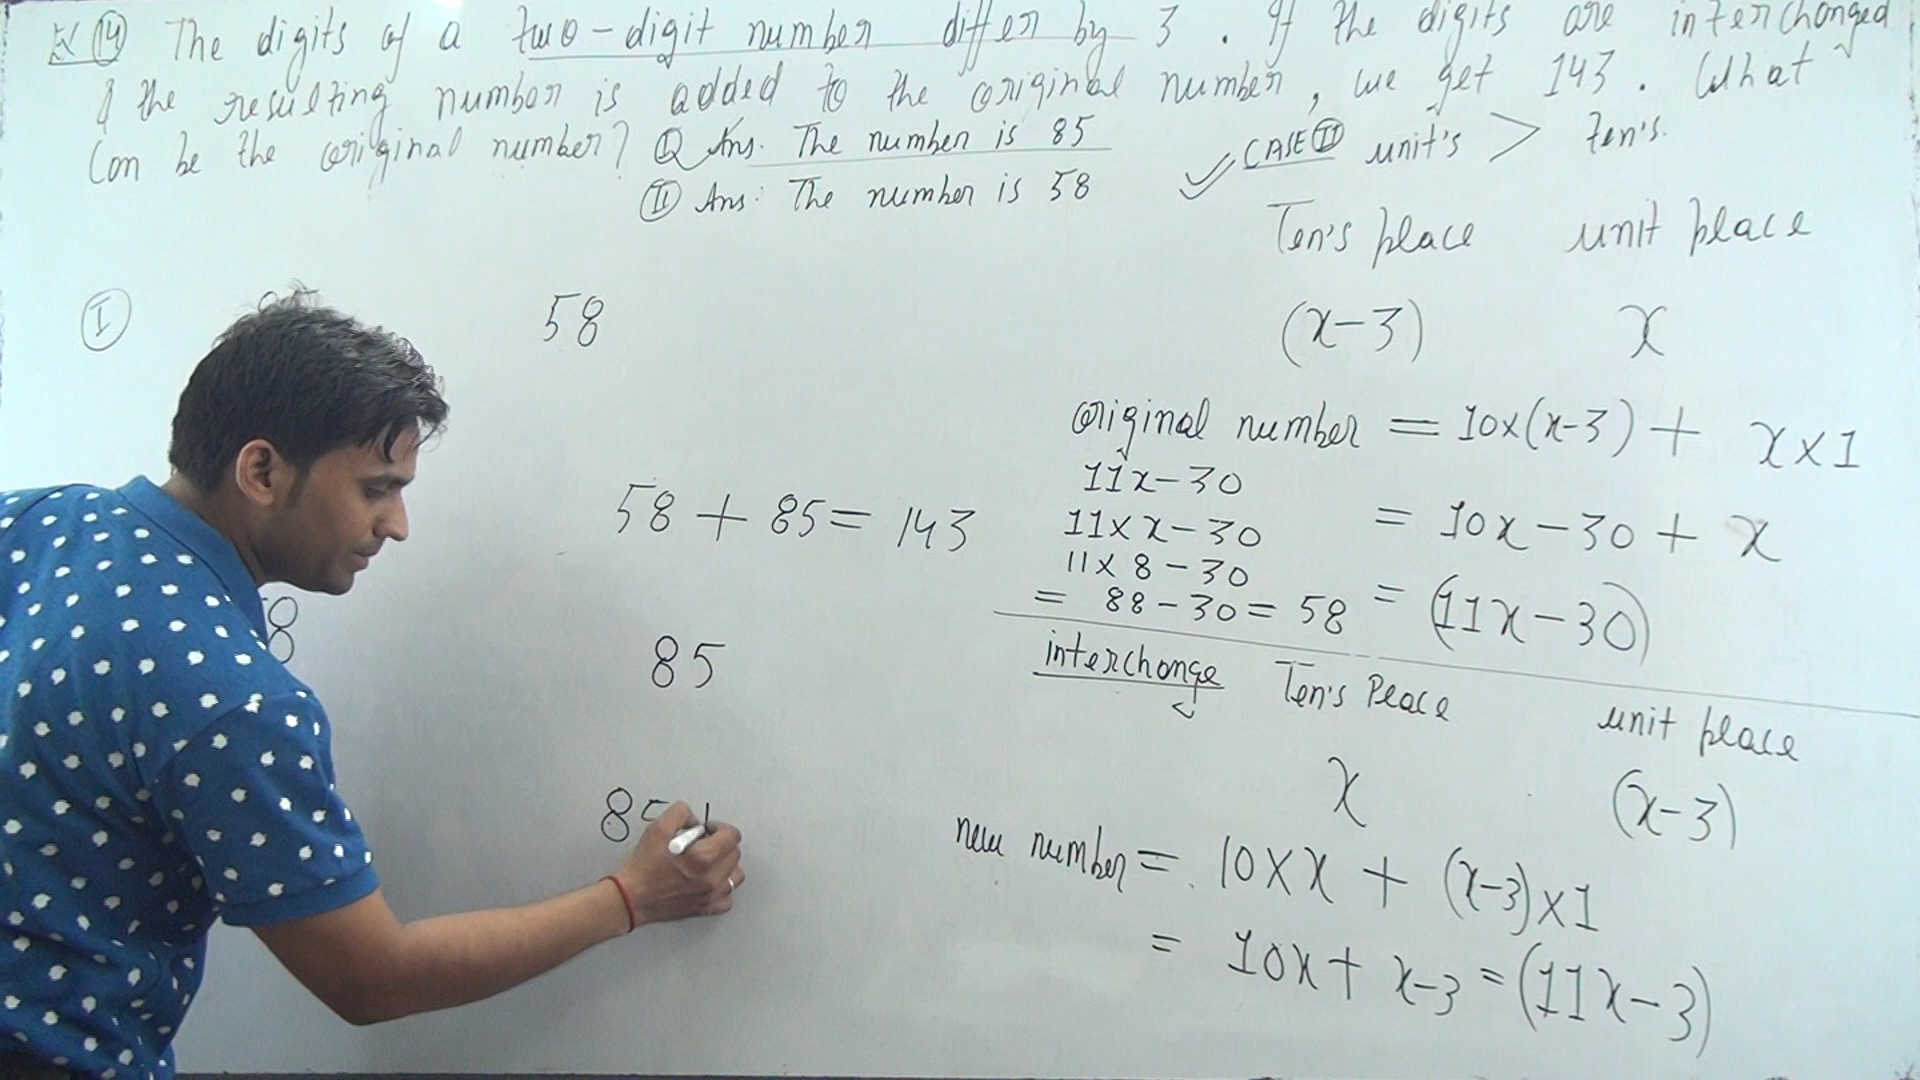 Ex (14) The digits of a two-digit number differ by 3. If the digits are interchanged
& the resulting number is added to the original number, we get 143. What
Can be the original number? (I) Ans. The number is 85
(II) Ans: The number is 58
CASE (II) unit's > Ten's.
Ten's place unit place
(x-3) x
original number = 10x(x-3) + x×1
11x-30
= 10x-30 + x
11×x-30
11×8-30
= (11x-30)
= 88-30 = 58
interchange Ten's Place unit place
x (x-3)
new number = 10×x + (x-3)×1
= 10x + x-3 = (11x-3)
(I)
58
58 + 85 = 143
8
85
85 +